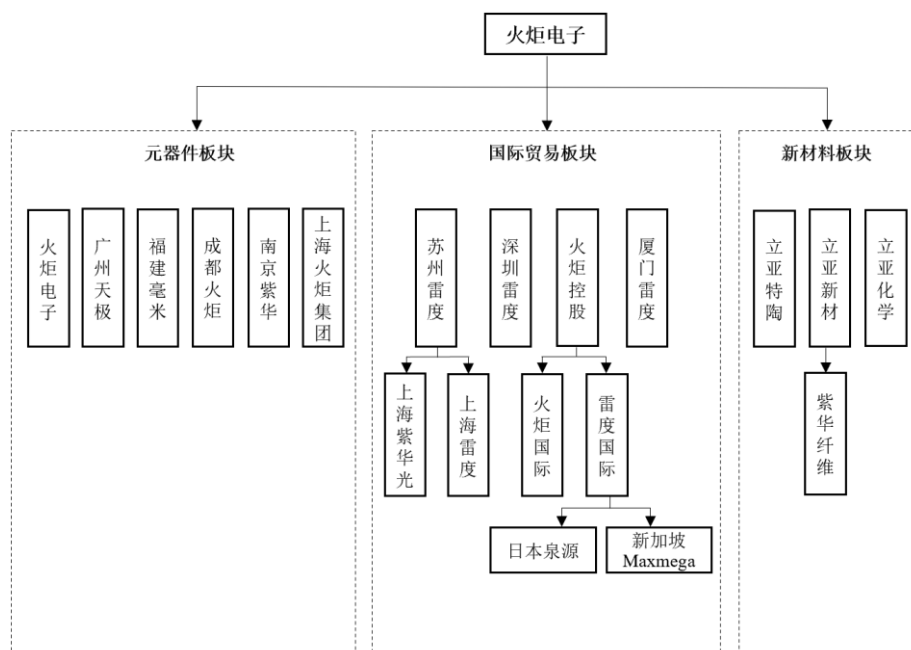 火炬电子
元器件板块
国际贸易板块
新材料板块
火炬电子
广州天极
福建毫米
成都火炬
南京紫华
上海火炬集团
苏州雷度
深圳雷度
火炬控股
厦门雷度
立亚特陶
立亚新材
立亚化学
上海紫华光
上海雷度
火炬国际
雷度国际
紫华纤维
日本泉源
新加坡
Maxmega